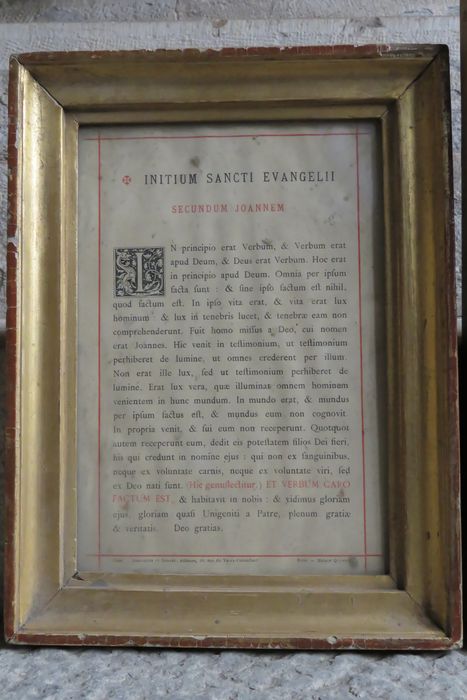 ✠ INITIUM SANCTI EVANGELII
SECUNDUM JOANNEM
IN principio erat Verbum, & Verbum erat
apud Deum, & Deus erat Verbum. Hoc erat
in principio apud Deum. Omnia per ipſum
facta ſunt : & ſine ipſo factum eſt nihil,
quod factum eſt. In ipſo vita erat, & vita erat lux
hominum : & lux in tenebris lucet, & tenebræ eam non
comprehenderunt. Fuit homo miſſus a Deo, cui nomen
erat Joannes. Hic venit in teſtimonium, ut teſtimonium
perhiberet de lumine, ut omnes crederent per illum.
Non erat ille lux, ſed ut teſtimonium perhiberet de
lumine. Erat lux vera, quæ illuminat omnem hominem
venientem in hunc mundum. In mundo erat, & mundus
per ipſum factus eſt, & mundus eum non cognovit.
In propria venit, & ſui eum non receperunt. Quotquot
autem receperunt eum, dedit eis poteſtatem filios Dei fieri,
his qui credunt in nomine ejus : qui non ex ſanguinibus,
neque ex voluntate carnis, neque ex voluntate viri, ſed
ex Deo nati ſunt. (Hic genuflectitur.) ET VERBUM CARO
FACTUM EST, & habitavit in nobis : & vidimus gloriam
ejus, gloriam quaſi Unigeniti a Patre, plenum gratiæ
& veritatis. Deo gratias.